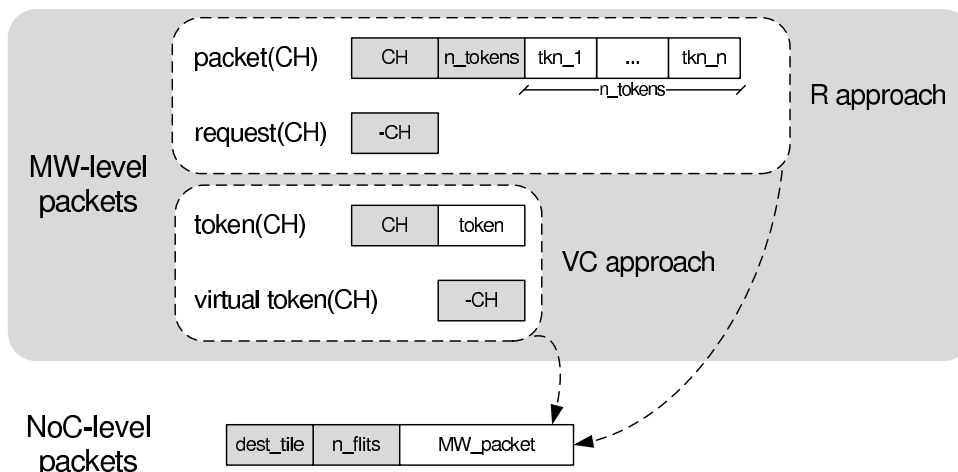 packet(CH) CH n_tokens tkn_1 ... tkn_n
n_tokens
R approach
request(CH) -CH
MW-level
packets
token(CH) CH token
VC approach
virtual token(CH) -CH
NoC-level
packets
dest_tile n_flits MW_packet